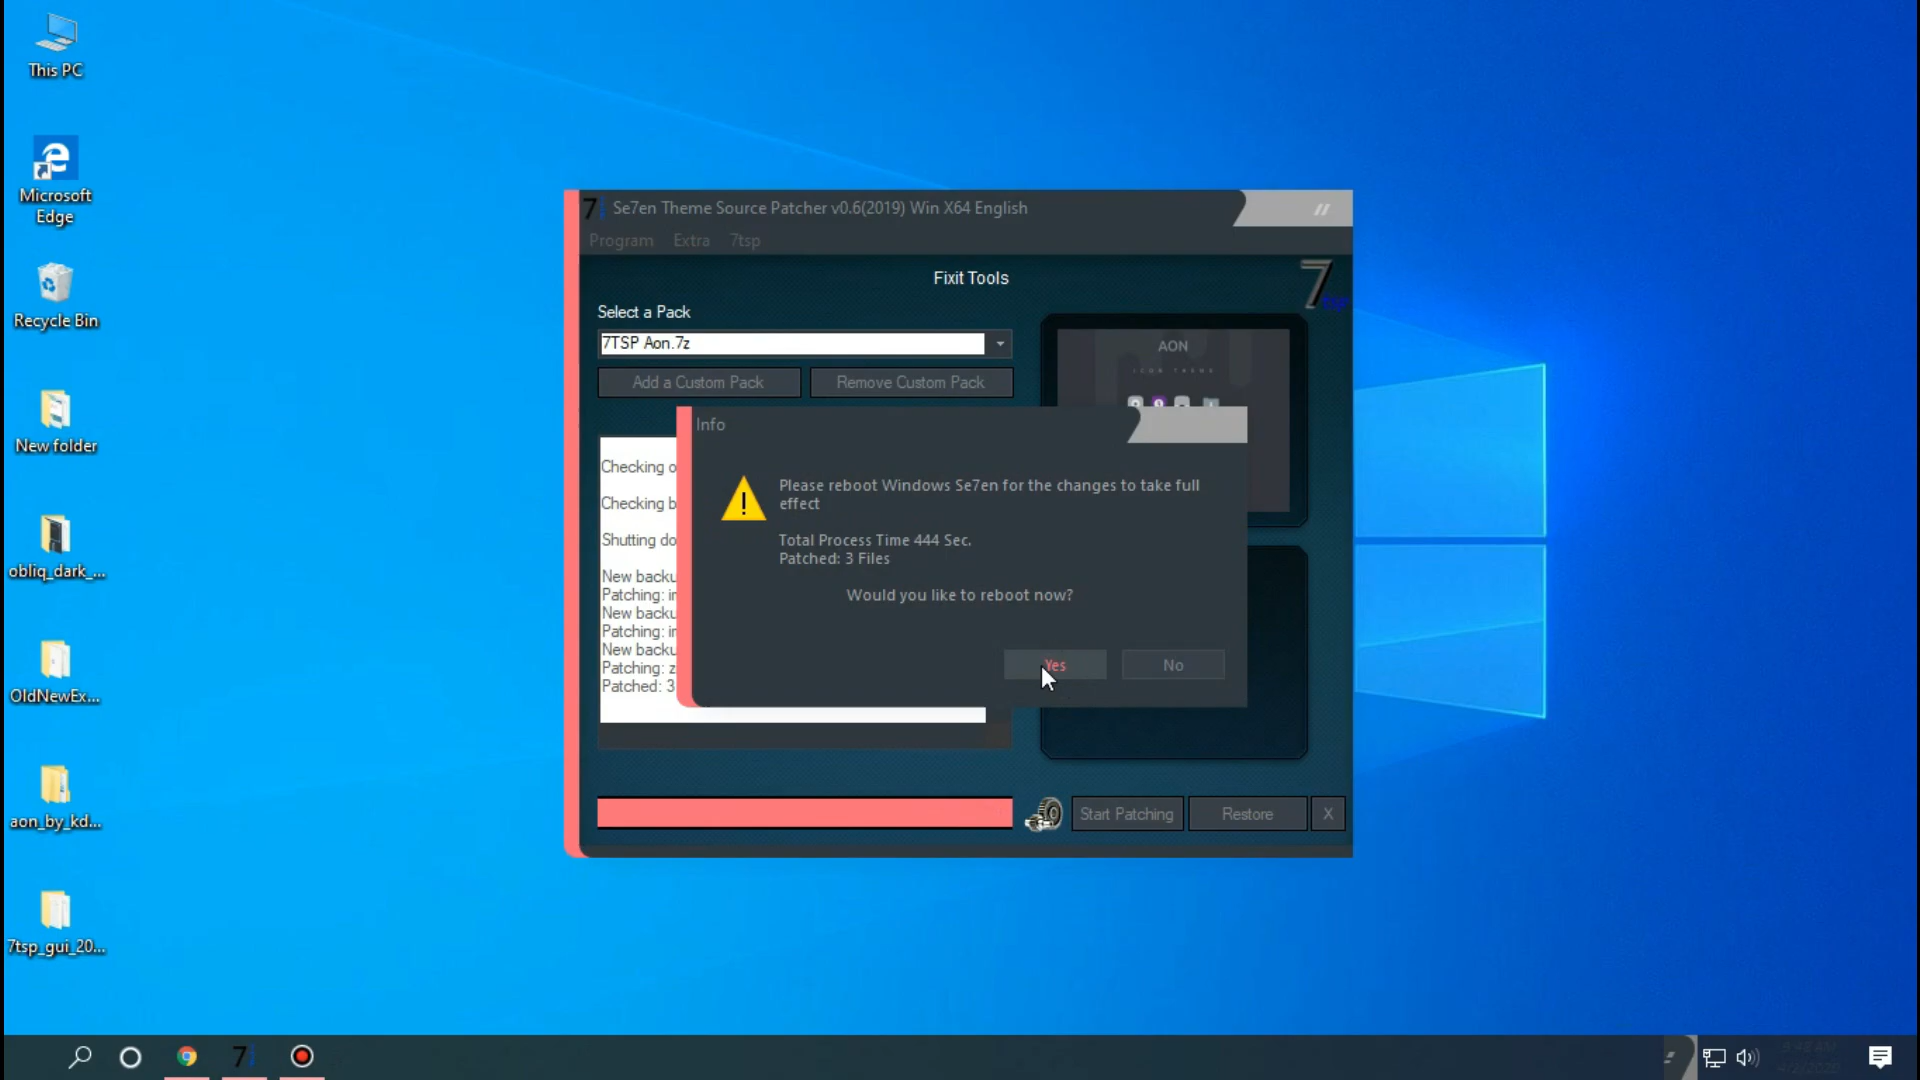 This PC
Microsoft
Edge
Recycle Bin
New folder
obliq_dark_...
OldNewEx...
aon_by_kd...
7tsp_gui_20...
Se7en Theme Source Patcher v0.6(2019) Win X64 English
Program Extra 7tsp
Fixit Tools
7tsp
Select a Pack
7TSP Aon.7z
Add a Custom Pack Remove Custom Pack
AON
ICON THEME
Checking o
Checking b
Shutting do
New backu
Patching: in
New backu
Patching: in
New backu
Patching: z
Patched: 3
Info
Please reboot Windows Se7en for the changes to take full
effect
Total Process Time 444 Sec.
Patched: 3 Files
Would you like to reboot now?
Yes No
Start Patching Restore X